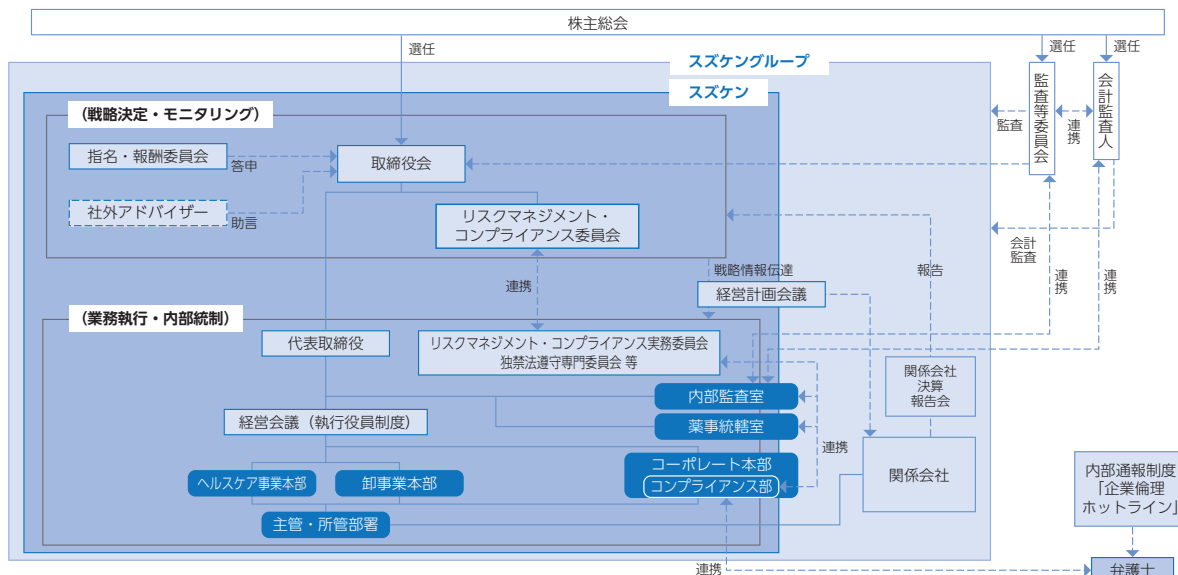 株主総会
選任
選任
選任
スズケングループ
スズケン
(戦略決定・モニタリング)
監査等委員会
会計監査人
監査
連携
指名・報酬委員会
答申
取締役会
社外アドバイザー
助言
リスクマネジメント・
コンプライアンス委員会
会計
監査
戦略情報伝達
報告
連携
連携
連携
経営計画会議
(業務執行・内部統制)
代表取締役
リスクマネジメント・コンプライアンス実務委員会
独禁法遵守専門委員会 等
関係会社
決算
報告会
内部監査室
経営会議(執行役員制度)
薬事統轄室
連携
コーポレート本部
コンプライアンス部
ヘルスケア事業本部
卸事業本部
関係会社
主管・所管部署
内部通報制度
「企業倫理
ホットライン」
連携
弁護士